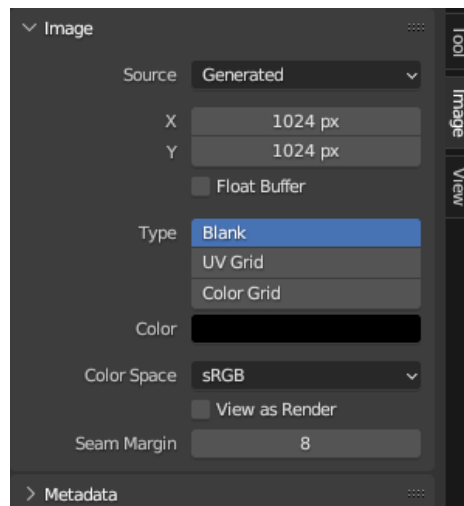 Image
Source Generated
X 1024 px
Y 1024 px
Float Buffer
Type Blank
UV Grid
Color Grid
Color
Color Space sRGB
View as Render
Seam Margin 8
Metadata
Tool
Image
View